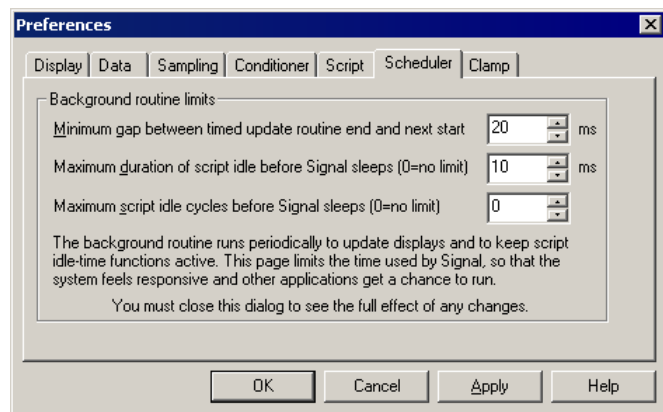 Preferences
Display Data Sampling Conditioner Script Scheduler Clamp
Background routine limits
Minimum gap between timed update routine end and next start 20 ms
Maximum duration of script idle before Signal sleeps (0=no limit) 10 ms
Maximum script idle cycles before Signal sleeps (0=no limit) 0
The background routine runs periodically to update displays and to keep script
idle-time functions active. This page limits the time used by Signal, so that the
system feels responsive and other applications get a chance to run.
You must close this dialog to see the full effect of any changes.
OK Cancel Apply Help